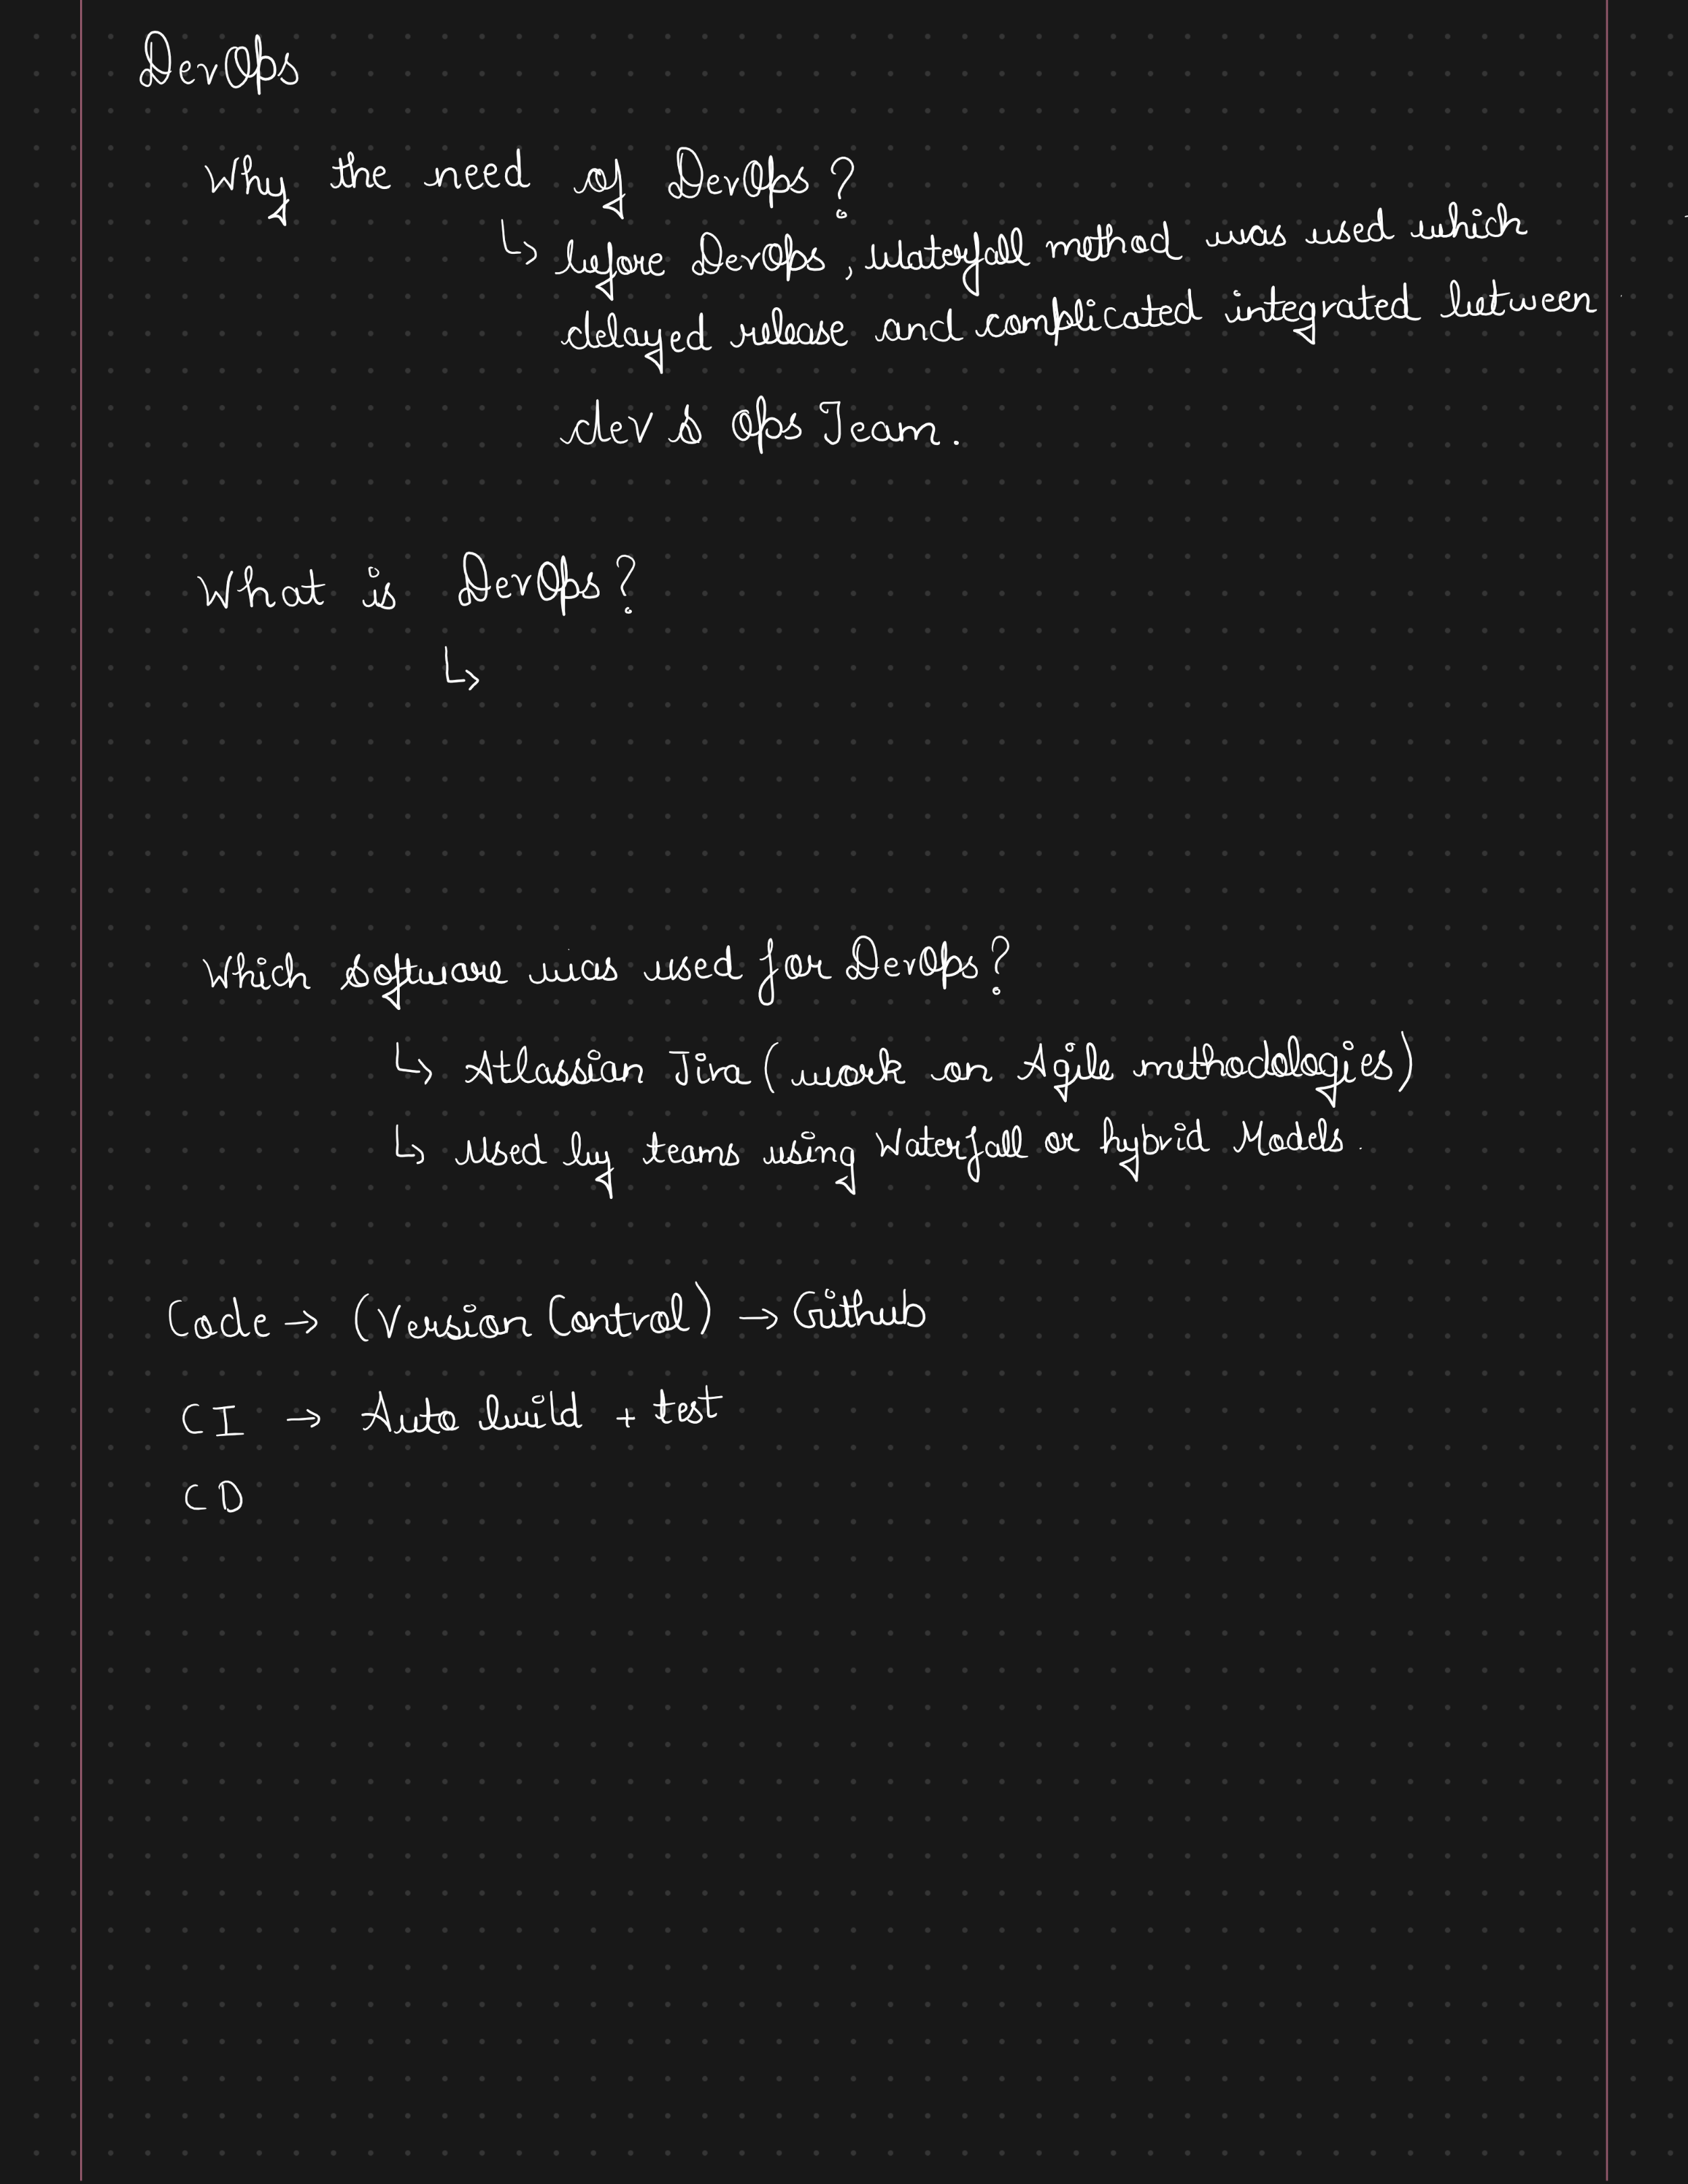 DevOps
Why the need of DevOps?
↳ before DevOps, Waterfall method was used which
delayed release and complicated integrated between
dev & Ops Team.
What is DevOps?
↳
Which Software was used for DevOps?
↳ Atlassian Jira (work on Agile methodologies)
↳ Used by teams using Waterfall or hybrid Models.
Code → (Version Control) → Github
CI → Auto build + test
CD